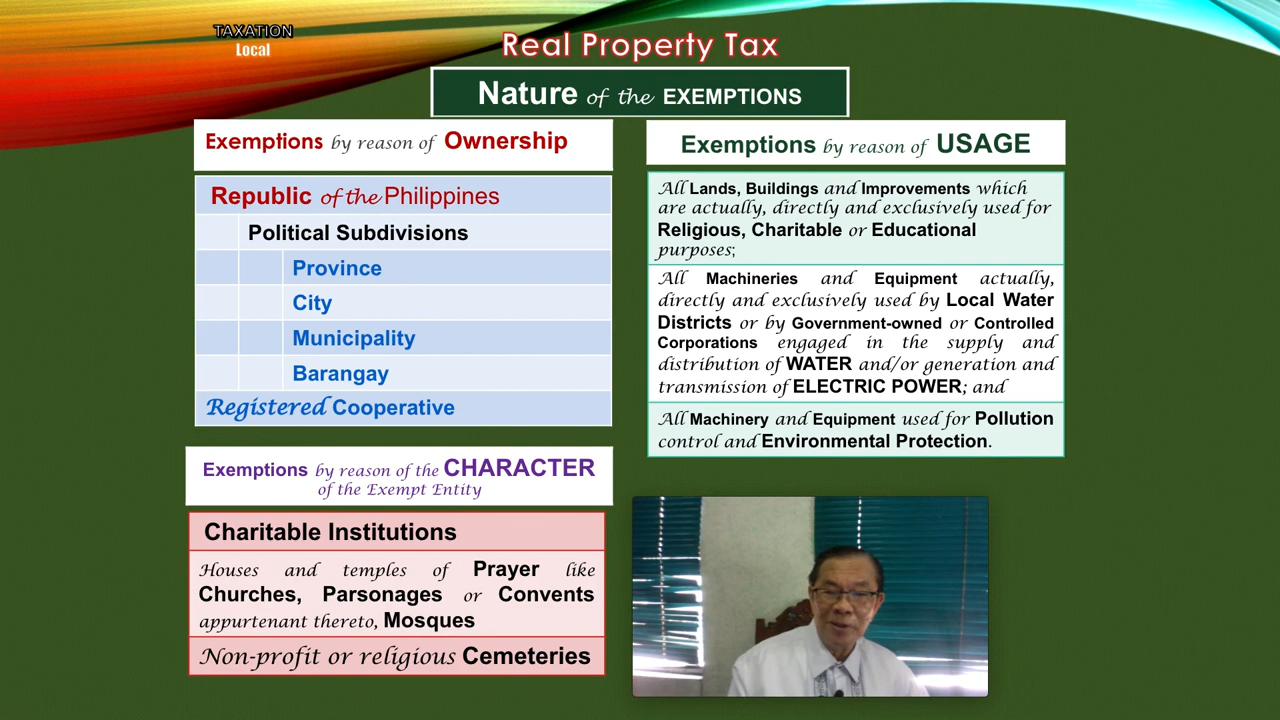 TAXATION
Local
Real Property Tax
Nature of the EXEMPTIONS
Exemptions by reason of Ownership
Republic of the Philippines
Political Subdivisions
Province
City
Municipality
Barangay
Registered Cooperative
Exemptions by reason of the CHARACTER
of the Exempt Entity
Charitable Institutions
Houses and temples of Prayer like
Churches, Parsonages or Convents
appurtenant thereto, Mosques
Non-profit or religious Cemeteries
Exemptions by reason of USAGE
All Lands, Buildings and Improvements which
are actually, directly and exclusively used for
Religious, Charitable or Educational
purposes;
All Machineries and Equipment actually,
directly and exclusively used by Local Water
Districts or by Government-owned or Controlled
Corporations engaged in the supply and
distribution of WATER and/or generation and
transmission of ELECTRIC POWER; and
All Machinery and Equipment used for Pollution
control and Environmental Protection.